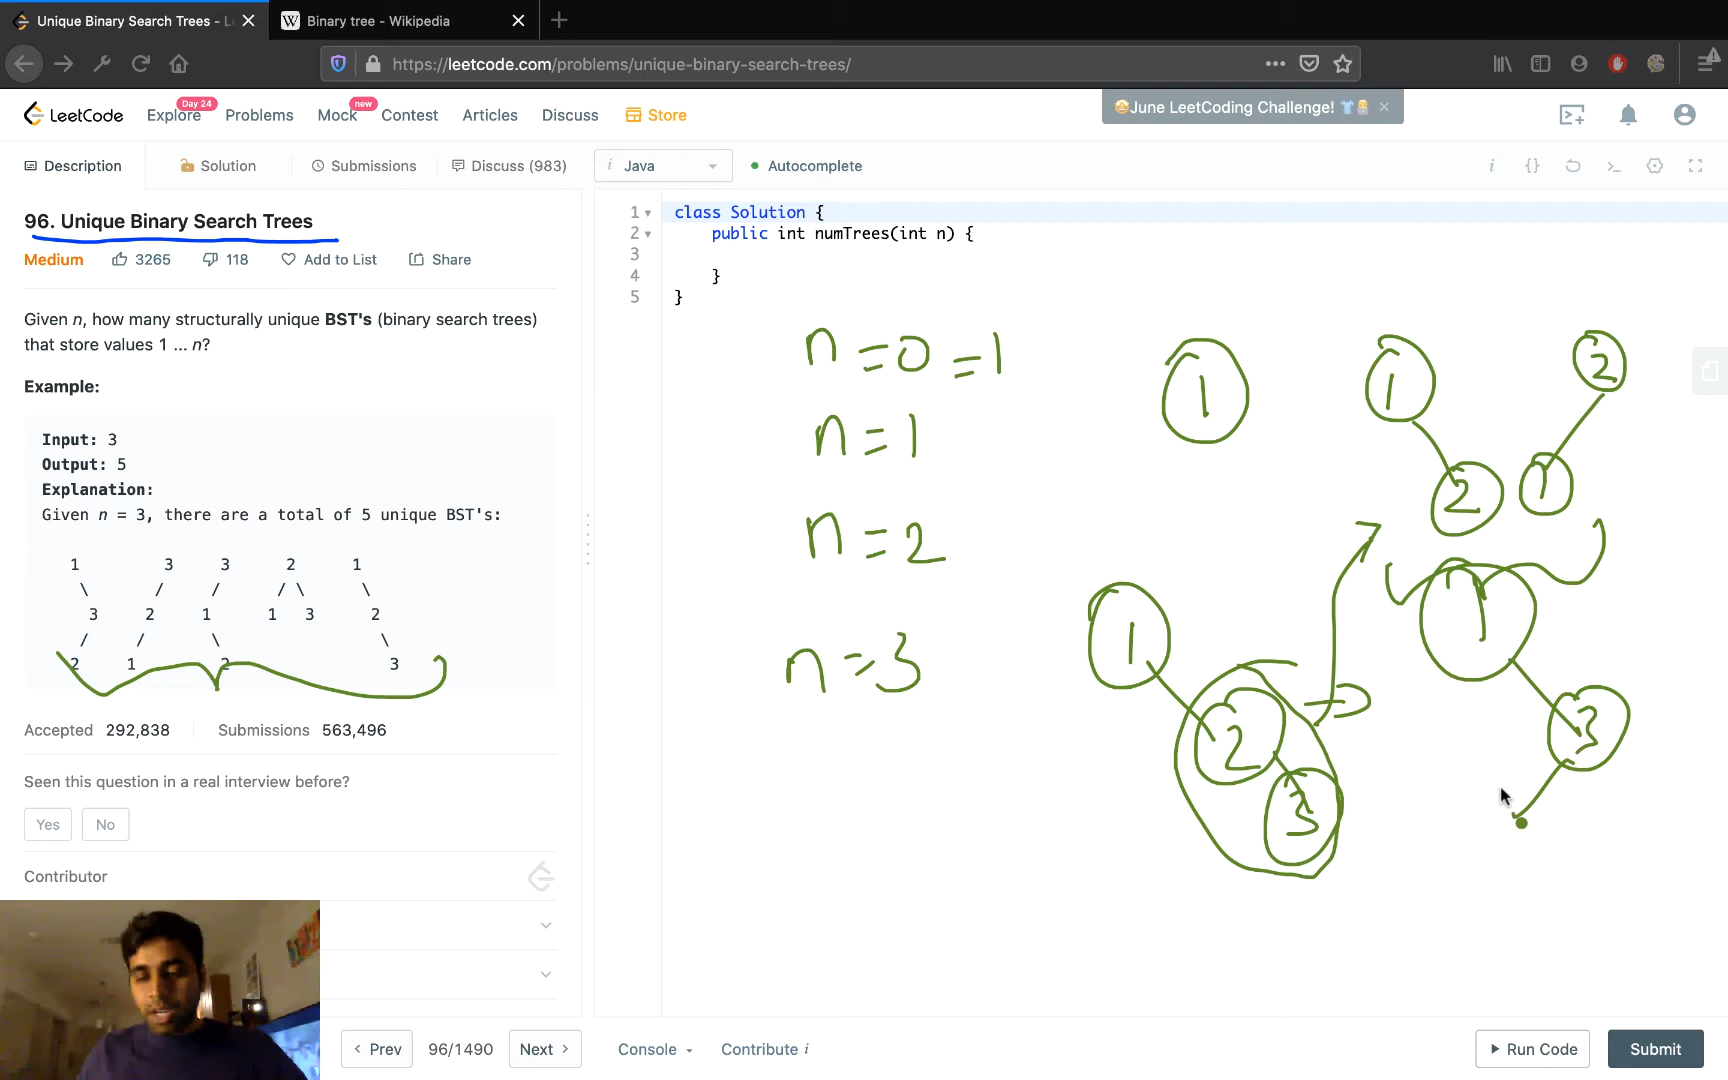 Unique Binary Search Trees - L
Binary tree - Wikipedia
https://leetcode.com/problems/unique-binary-search-trees/
LeetCode
Explore
Day 24
Problems
Mock
new
Contest
Articles
Discuss
Store
June LeetCoding Challenge!
Description
Solution
Submissions
Discuss (983)
i Java
Autocomplete
96. Unique Binary Search Trees
Medium
3265
118
Add to List
Share
Given n, how many structurally unique BST's (binary search trees)
that store values 1 ... n?
Example:
Input: 3
Output: 5
Explanation:
Given n = 3, there are a total of 5 unique BST's:
1 3 3 2 1
\ / / / \ \
3 2 1 1 3 2
/ / \ \
2 1 2 3
Accepted 292,838 Submissions 563,496
Seen this question in a real interview before?
Yes No
Contributor
< Prev
96/1490
Next >
1 class Solution {
2 public int numTrees(int n) {
3
4 }
5 }
n = 0 = 1
n = 1
n = 2
n = 3
1
1
2
2
1
1
2
3
1
3
Console
Contribute i
Run Code
Submit